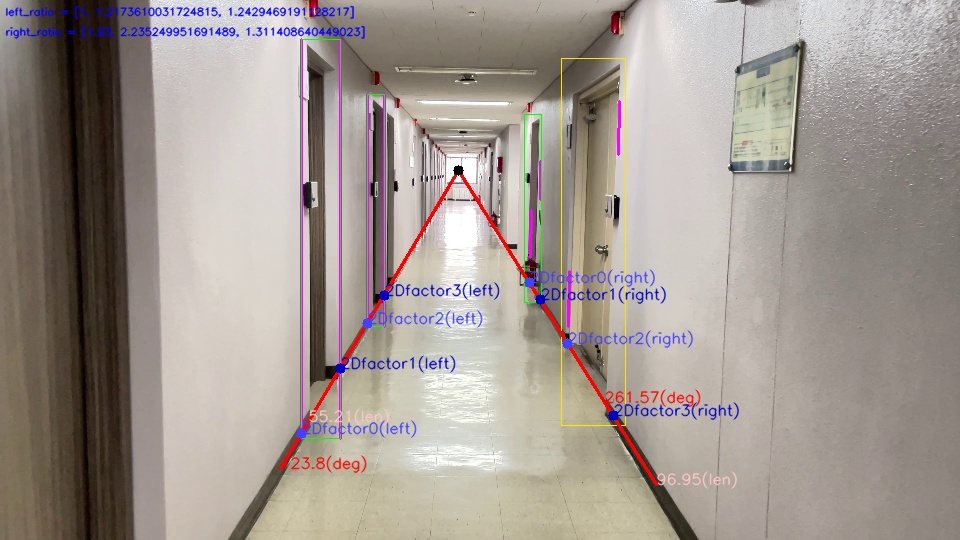 left_ratio = [1, 1.2173610031724815, 1.2429469191128217]
right_ratio = [1.03, 2.235249951691489, 1.311408640449023]
2Dfactor0(right)
2Dfactor3(left)
2Dfactor1(right)
2Dfactor2(left)
2Dfactor2(right)
2Dfactor1(left)
261.57(deg)
2Dfactor3(right)
55.21(len)
2Dfactor0(left)
23.8(deg)
96.95(len)